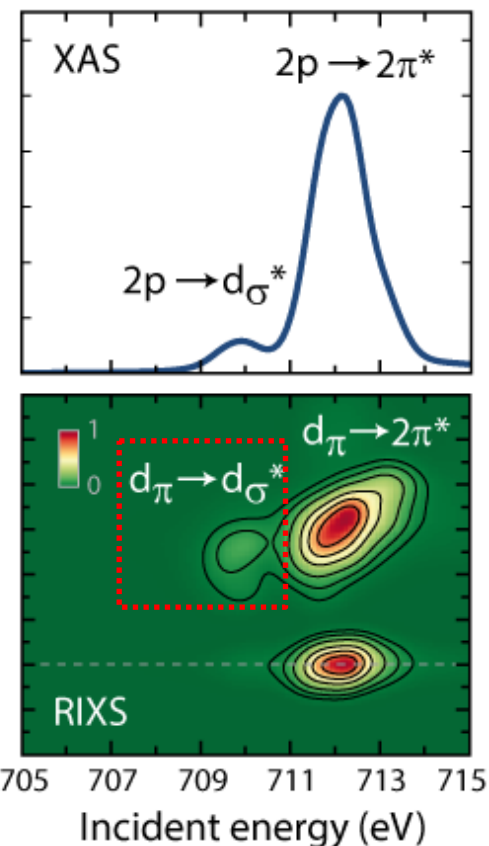 XAS
2p → 2π*
2p → dσ*
1
0
dπ → 2π*
dπ → dσ*
RIXS
705 707 709 711 713 715
Incident energy (eV)